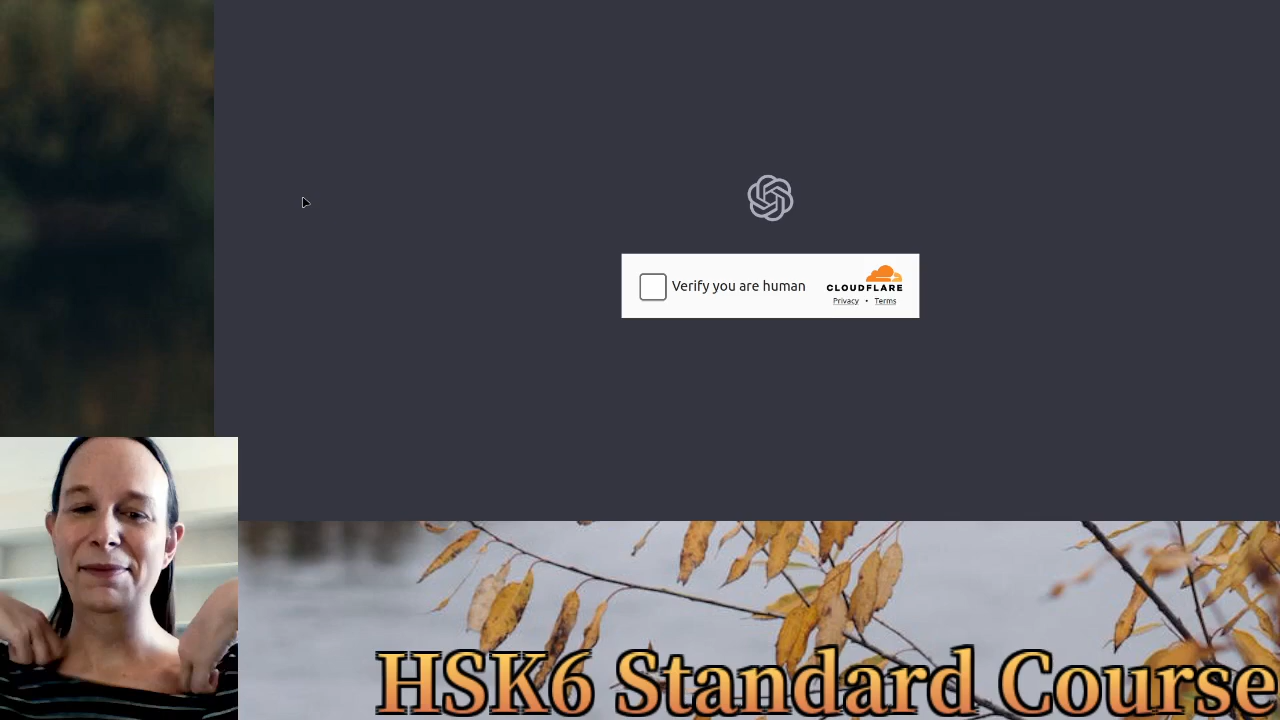 Verify you are human
CLOUDFLARE
Privacy • Terms
HSK6 Standard Course